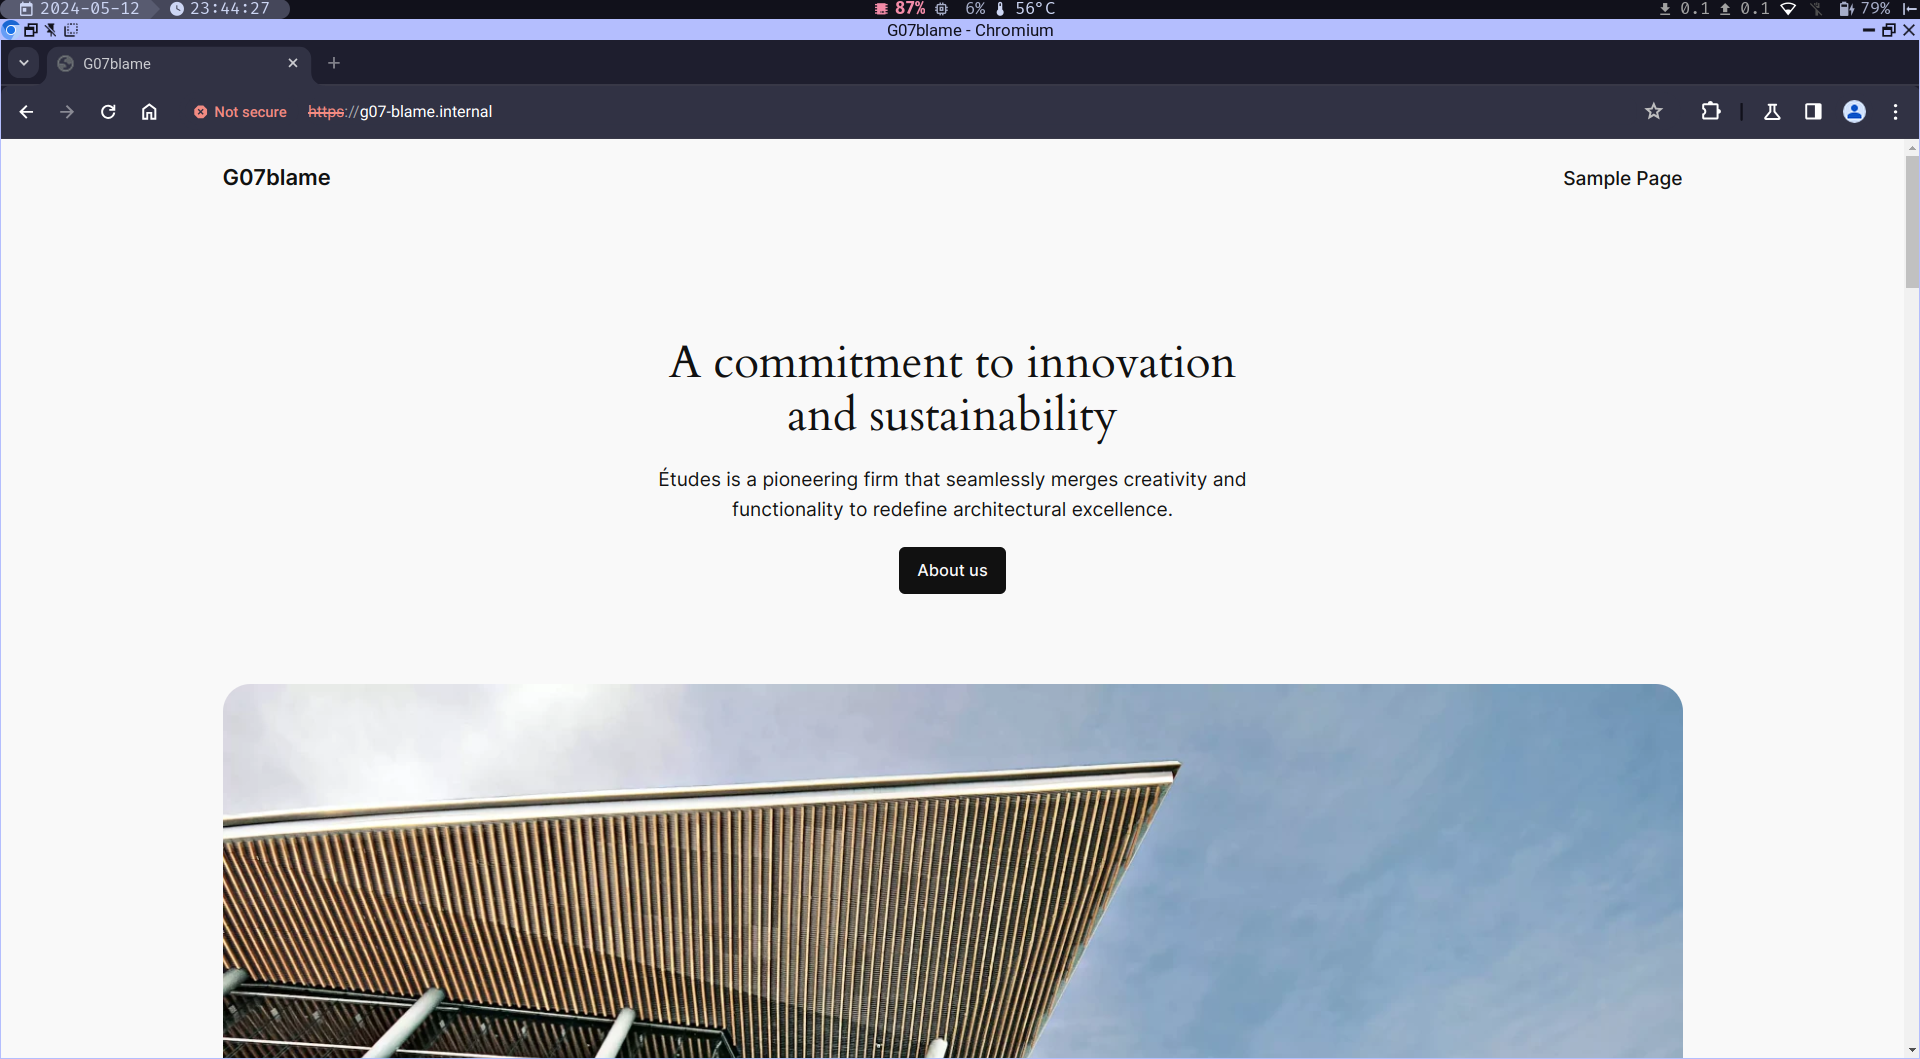 2024-05-12 23:44:27 87% 6% 56°C 0.1 0.1 79%
G07blame - Chromium
G07blame
Not secure https://g07-blame.internal
G07blame Sample Page
A commitment to innovation
and sustainability
Études is a pioneering firm that seamlessly merges creativity and
functionality to redefine architectural excellence.
About us